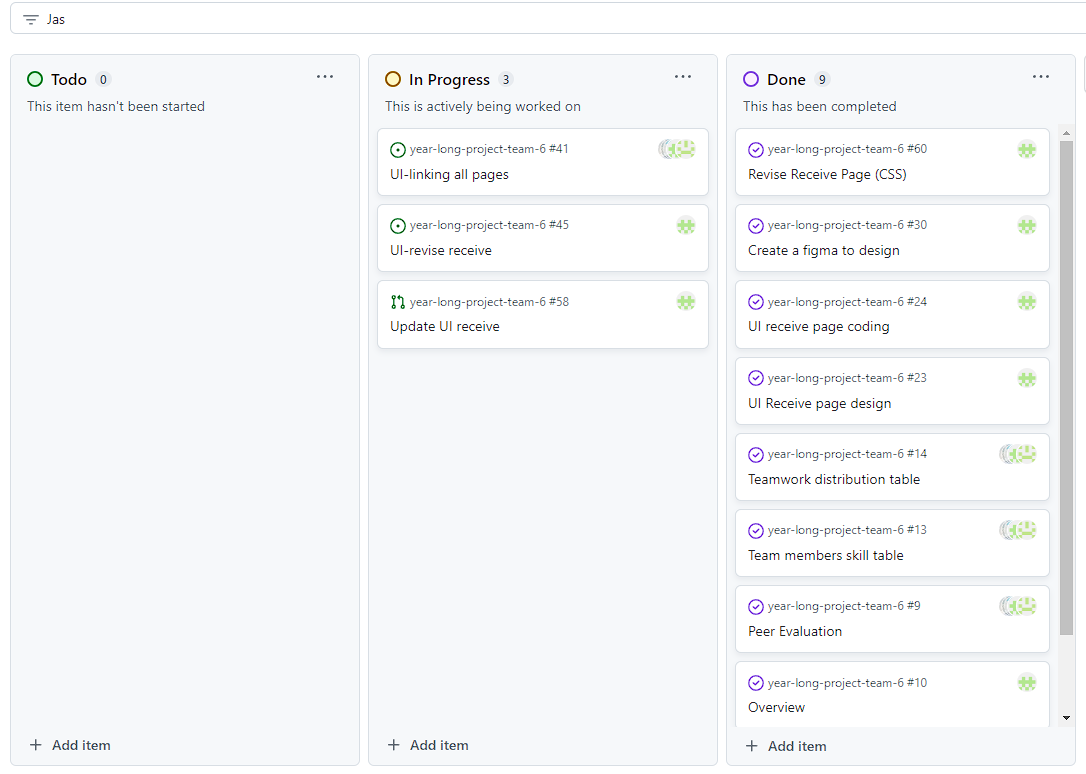 Jas
Todo 0
This item hasn't been started
Add item
In Progress 3
This is actively being worked on
year-long-project-team-6 #41
UI-linking all pages
year-long-project-team-6 #45
UI-revise receive
year-long-project-team-6 #58
Update UI receive
Add item
Done 9
This has been completed
year-long-project-team-6 #60
Revise Receive Page (CSS)
year-long-project-team-6 #30
Create a figma to design
year-long-project-team-6 #24
UI receive page coding
year-long-project-team-6 #23
UI Receive page design
year-long-project-team-6 #14
Teamwork distribution table
year-long-project-team-6 #13
Team members skill table
year-long-project-team-6 #9
Peer Evaluation
year-long-project-team-6 #10
Overview
Add item